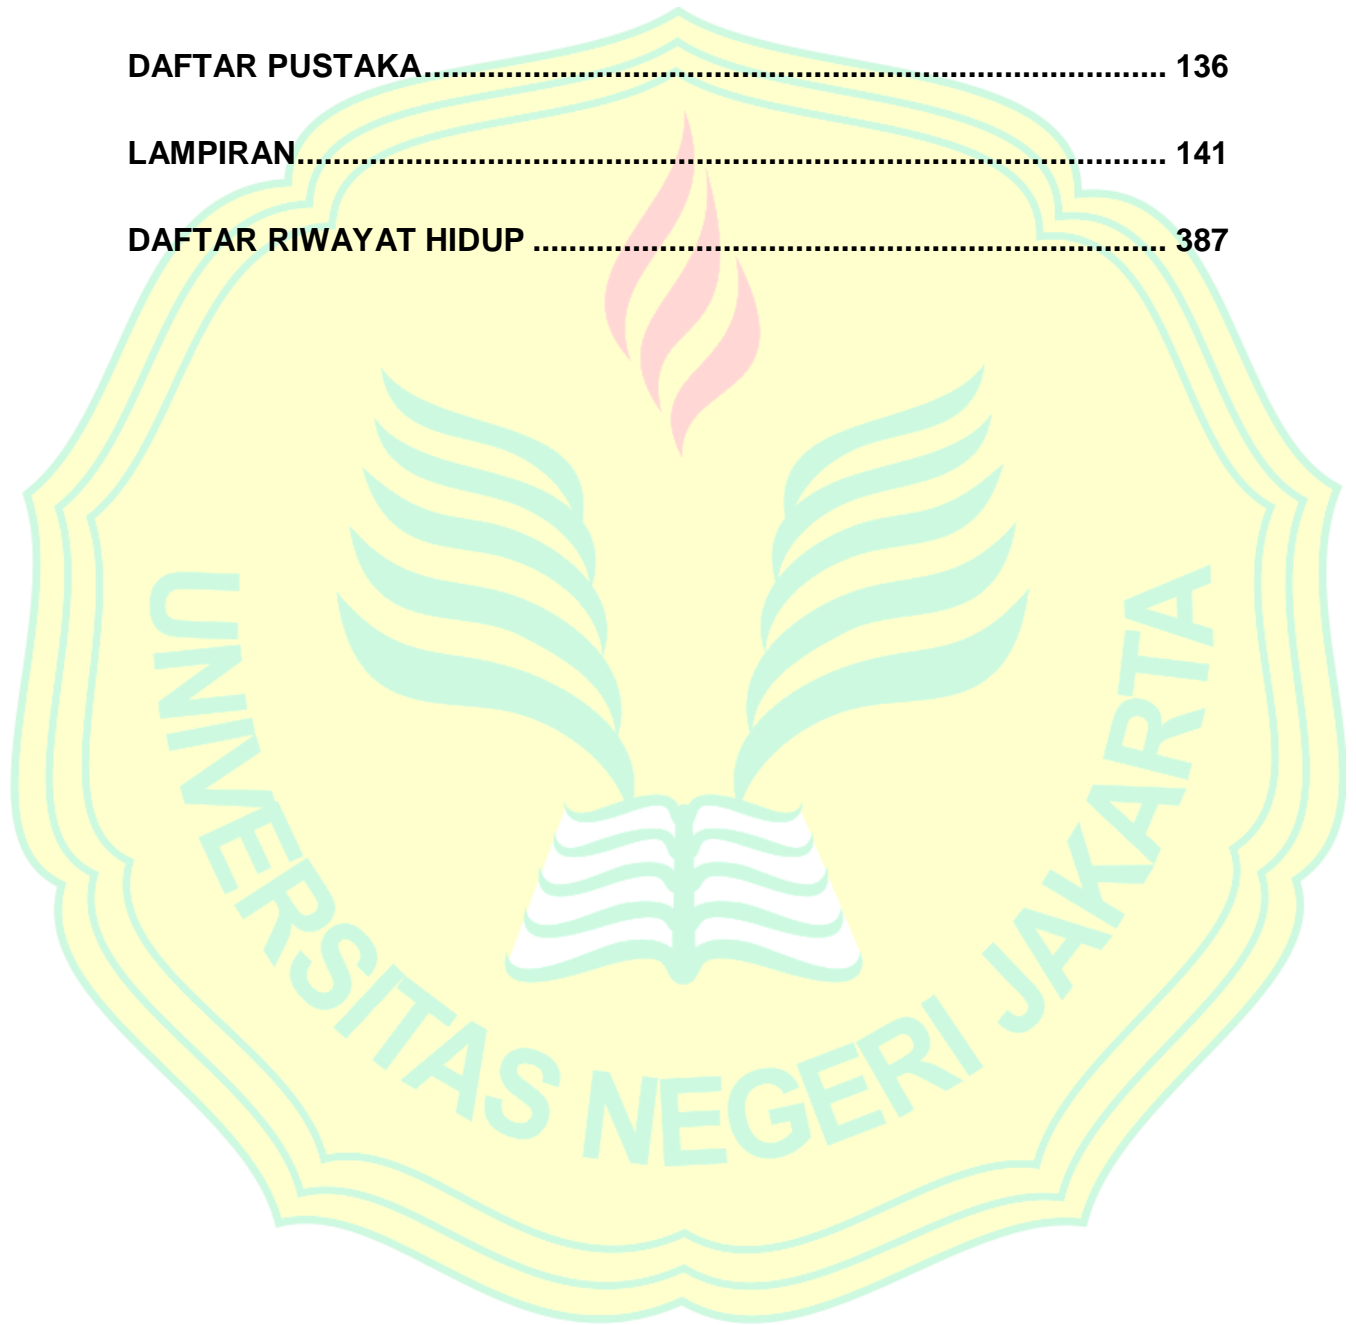 DAFTAR PUSTAKA................................................................................... 136
LAMPIRAN................................................................................................. 141
DAFTAR RIWAYAT HIDUP ....................................................................... 387
UNIVERSITAS NEGERI JAKARTA